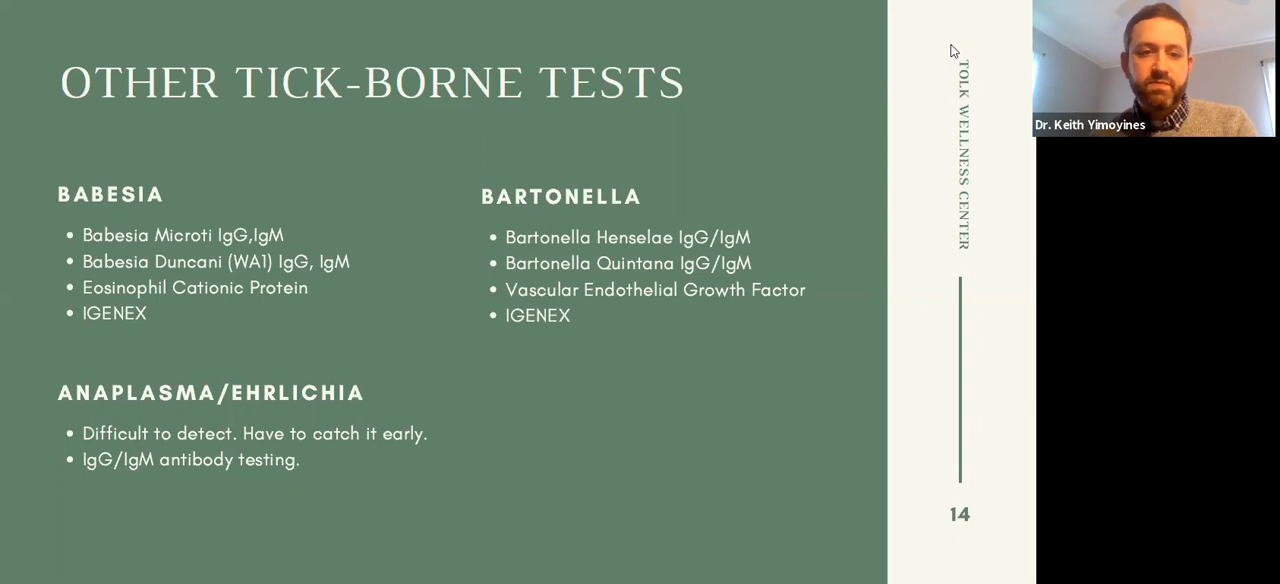 OTHER TICK-BORNE TESTS
BABESIA
• Babesia Microti IgG,IgM
• Babesia Duncani (WA1) IgG, IgM
• Eosinophil Cationic Protein
• IGENEX
BARTONELLA
• Bartonella Henselae IgG/IgM
• Bartonella Quintana IgG/IgM
• Vascular Endothelial Growth Factor
• IGENEX
ANAPLASMA/EHRLICHIA
• Difficult to detect. Have to catch it early.
• IgG/IgM antibody testing.
TOLK WELLNESS CENTER
14
Dr. Keith Yimoyines